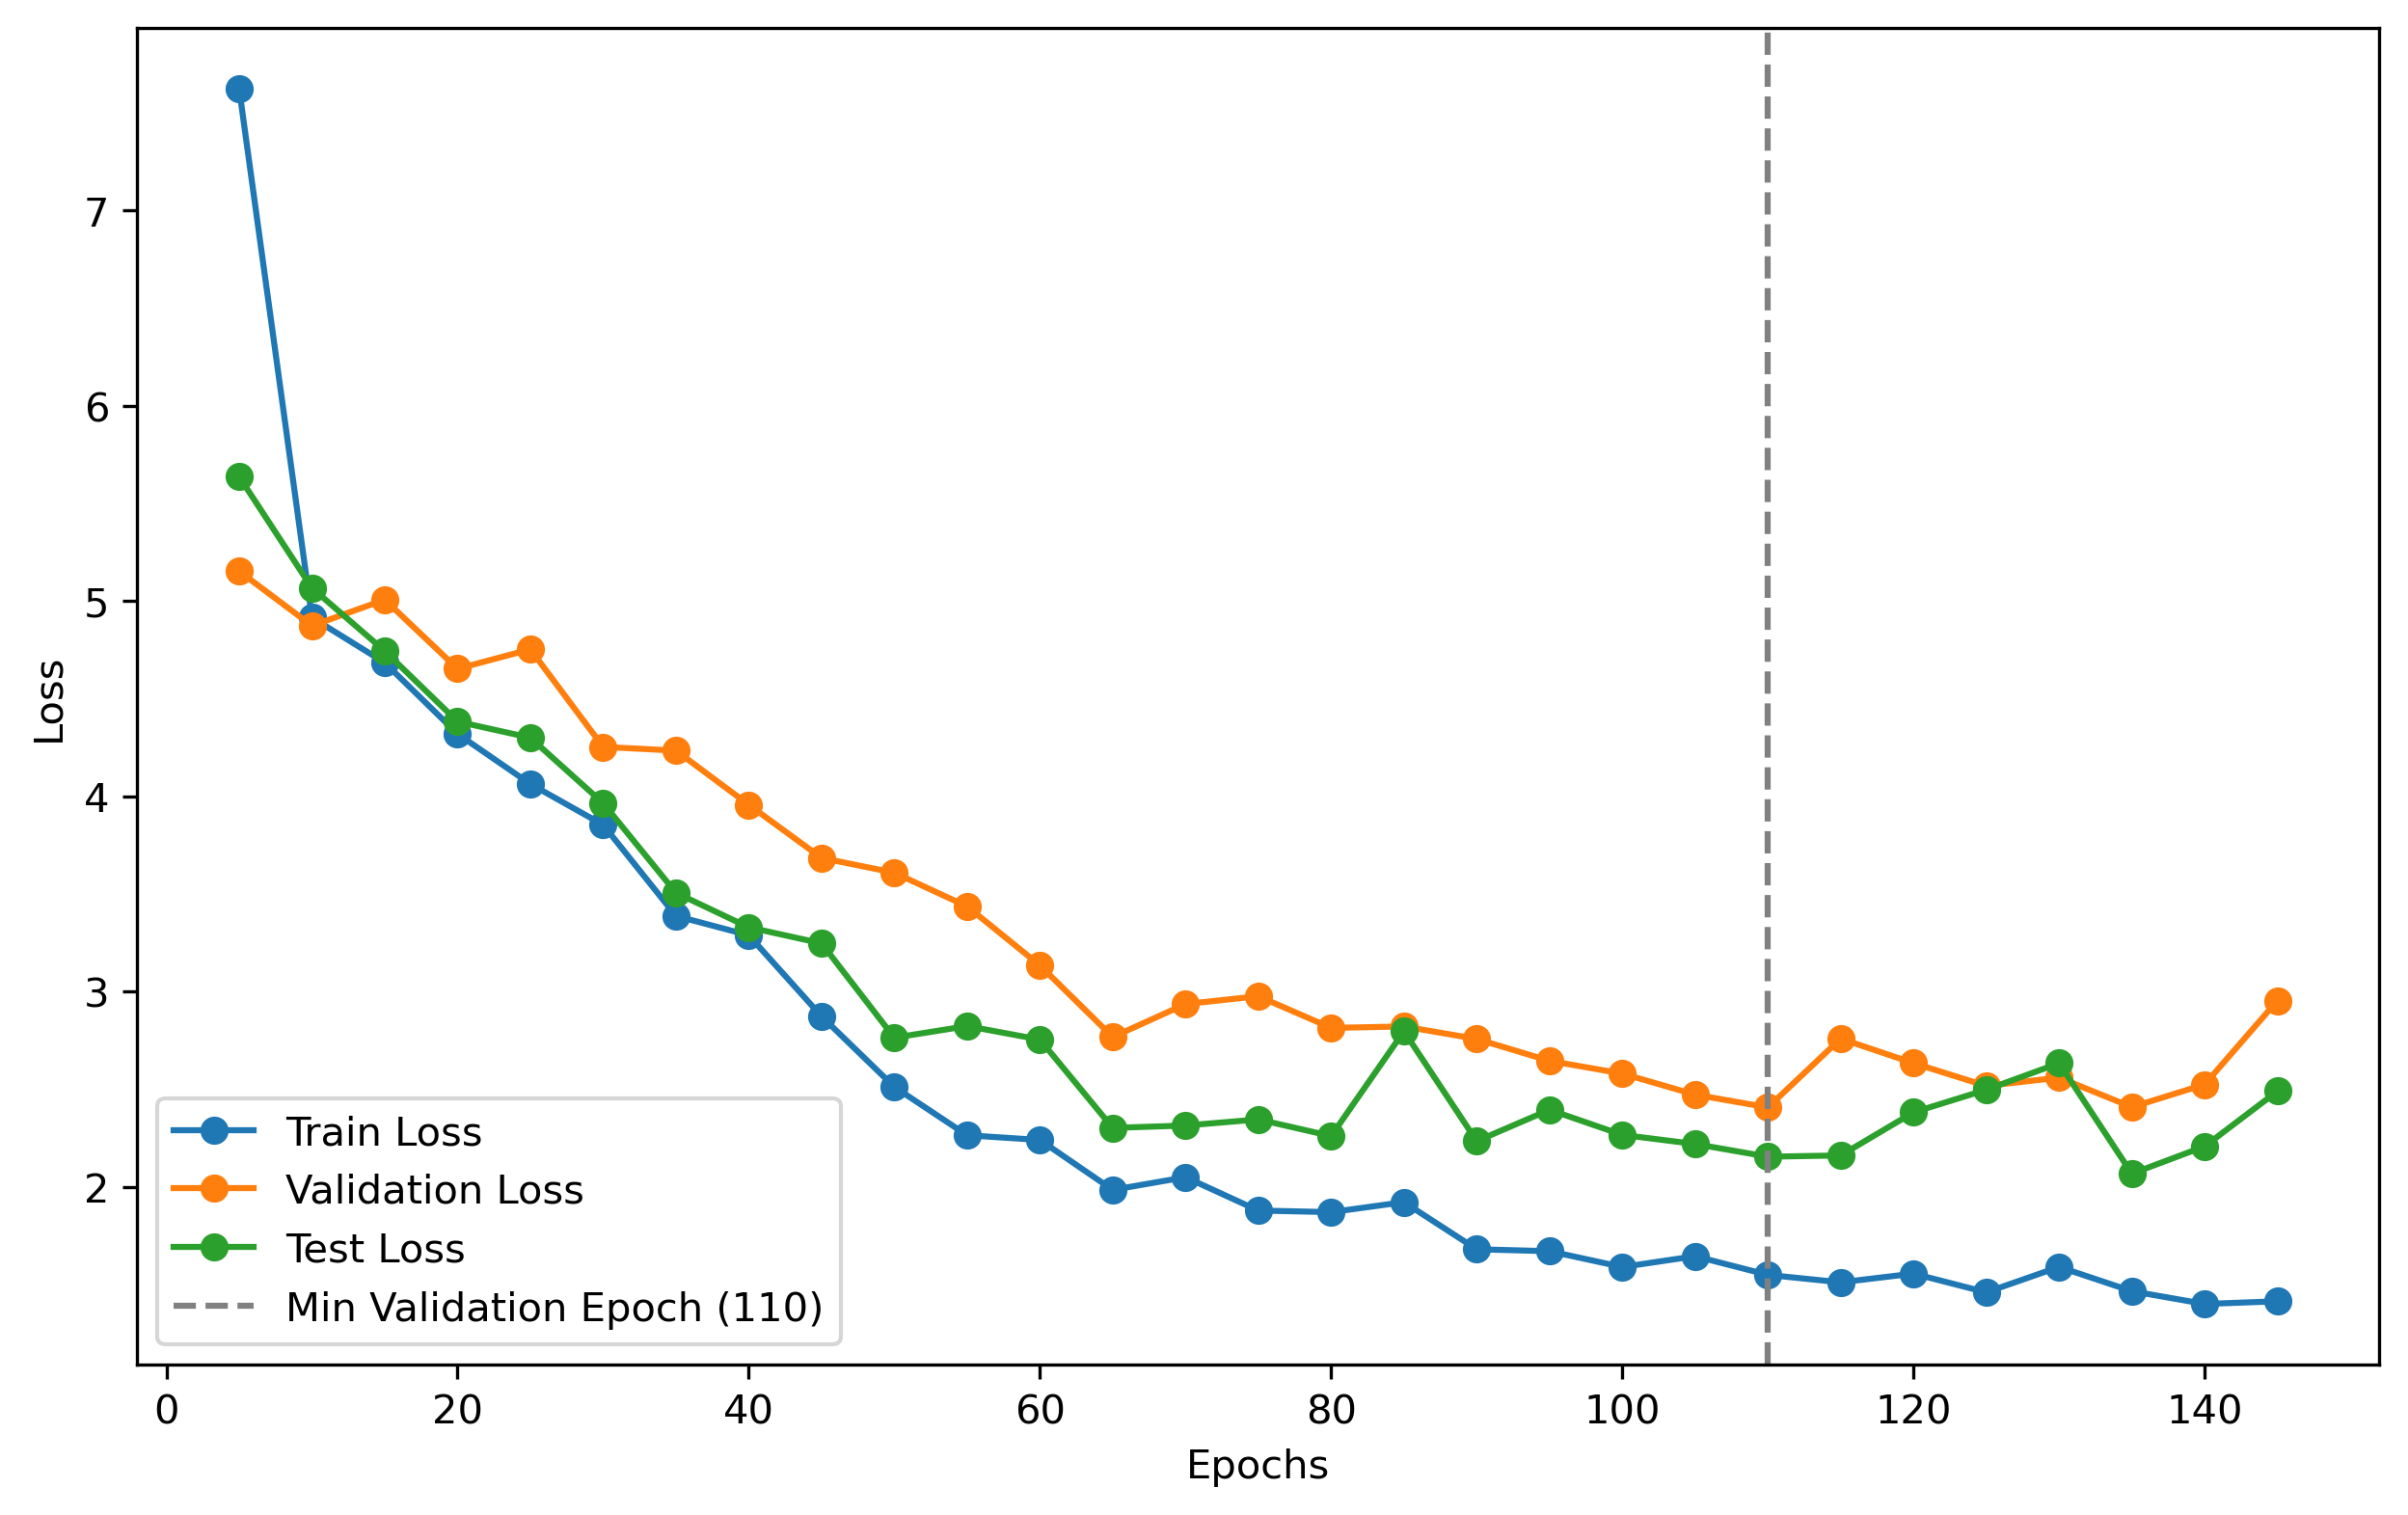 7
6
5
4
3
2
Loss
Train Loss
Validation Loss
Test Loss
Min Validation Epoch (110)
0 20 40 60 80 100 120 140
Epochs